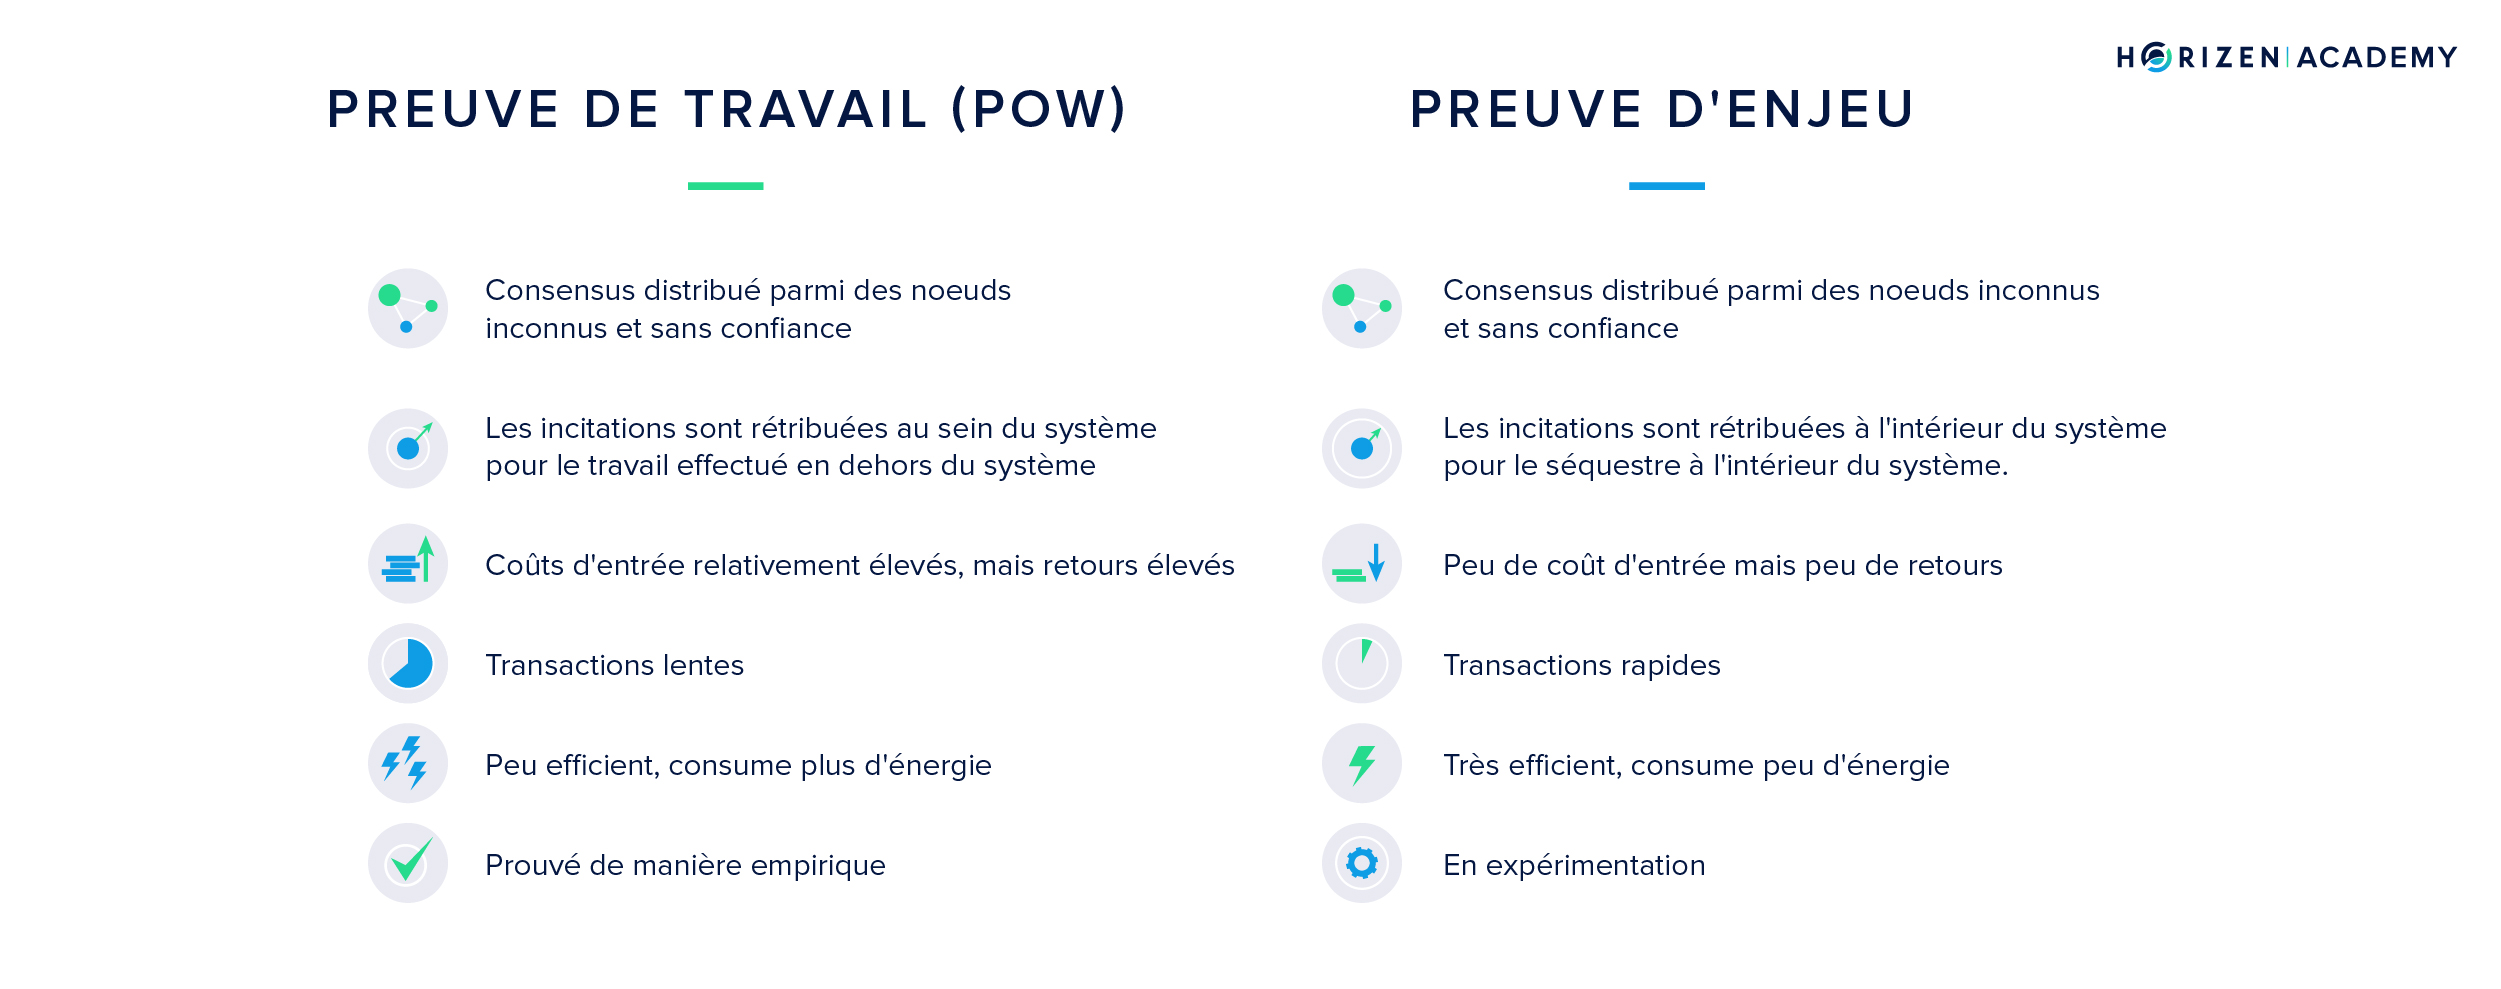 HORIZEN | ACADEMY
PREUVE DE TRAVAIL (POW)
Consensus distribué parmi des noeuds
inconnus et sans confiance
Les incitations sont rétribuées au sein du système
pour le travail effectué en dehors du système
Coûts d'entrée relativement élevés, mais retours élevés
Transactions lentes
Peu efficient, consume plus d'énergie
Prouvé de manière empirique
PREUVE D'ENJEU
Consensus distribué parmi des noeuds inconnus
et sans confiance
Les incitations sont rétribuées à l'intérieur du système
pour le séquestre à l'intérieur du système.
Peu de coût d'entrée mais peu de retours
Transactions rapides
Très efficient, consume peu d'énergie
En expérimentation